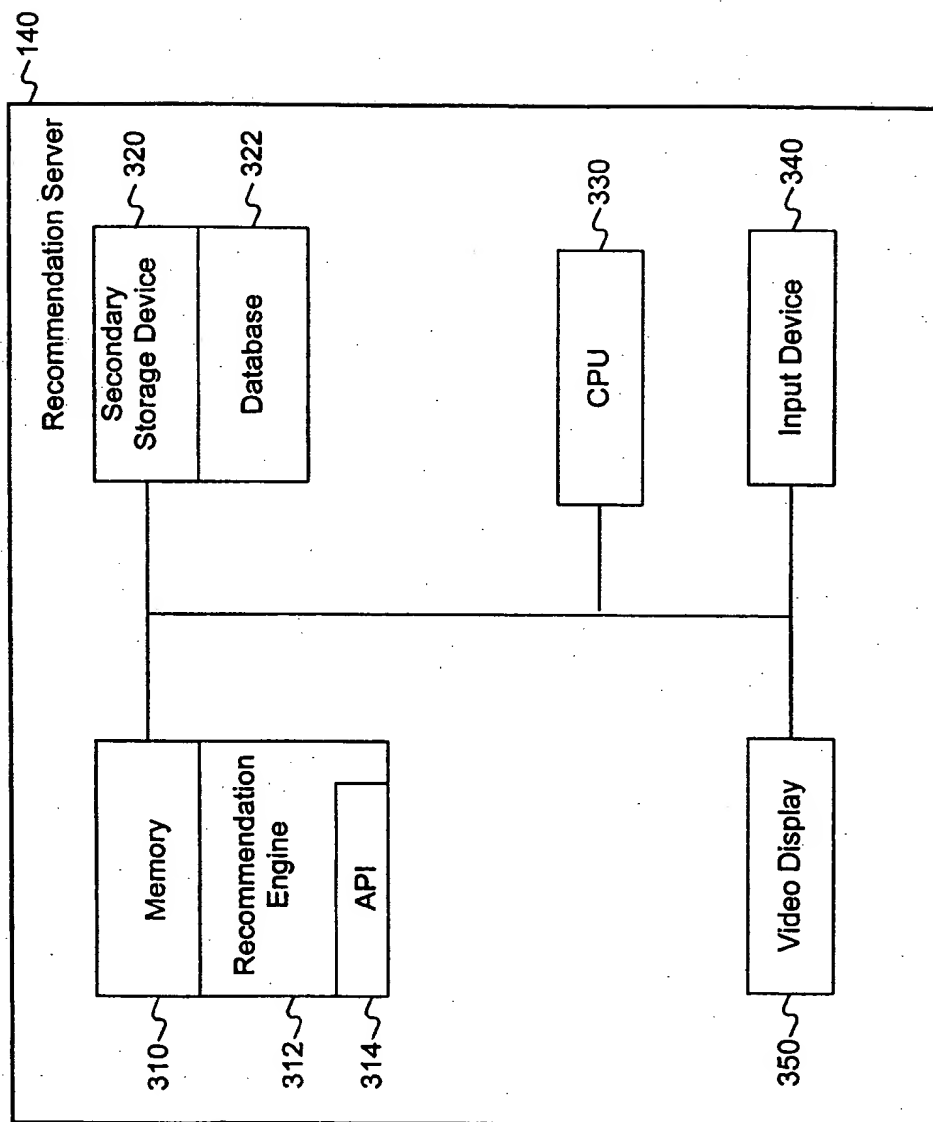 140
Recommendation Server
Memory
310
Recommendation
Engine
312
API
314
Secondary
Storage Device
320
Database
322
CPU
330
Video Display
350
Input Device
340